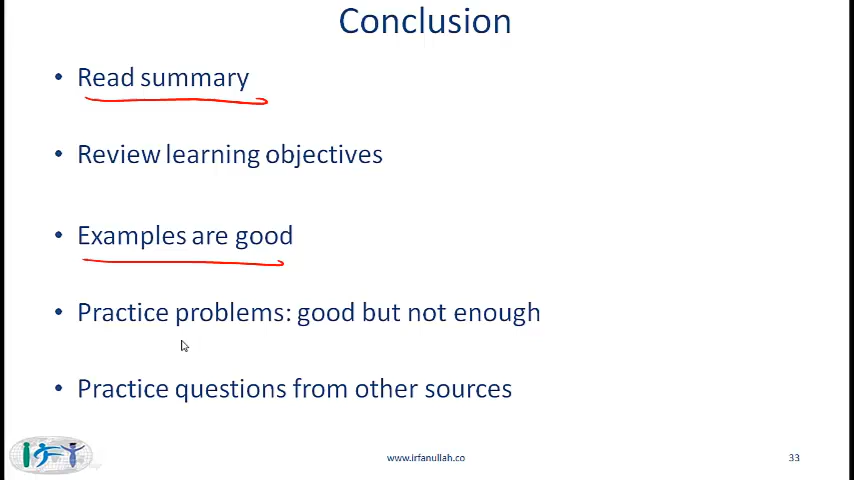 Conclusion
• Read summary
• Review learning objectives
• Examples are good
• Practice problems: good but not enough
• Practice questions from other sources
www.irfanullah.co
33